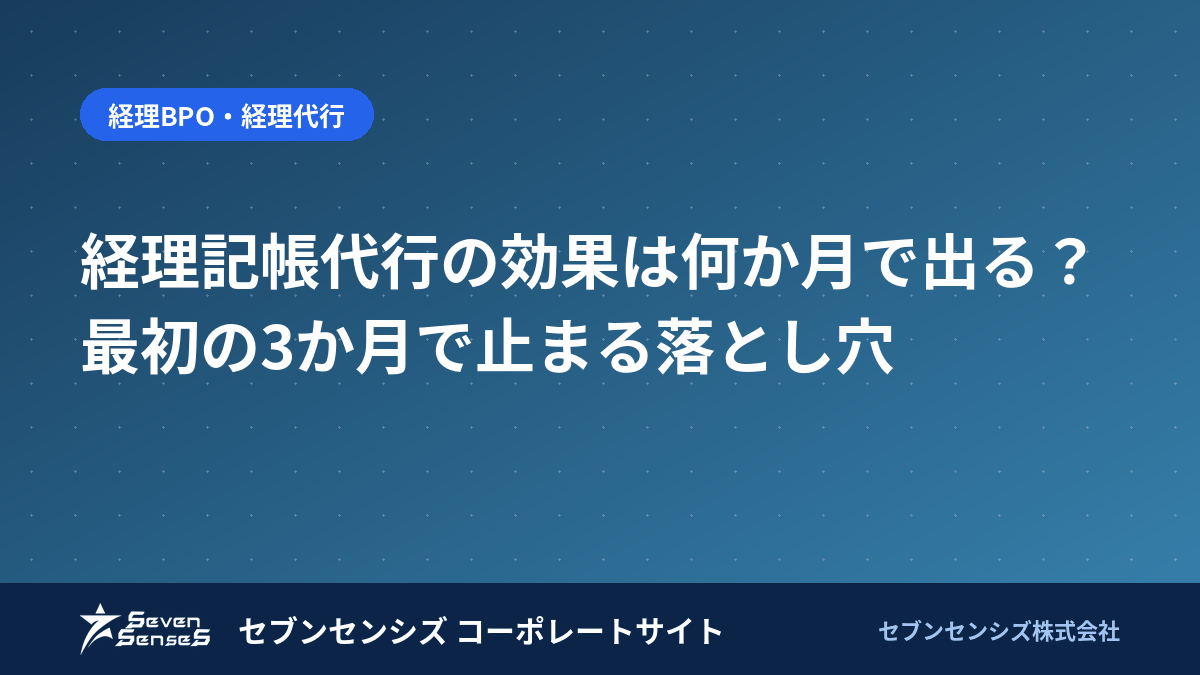 経理BPO・経理代行
経理記帳代行の効果は何か月で出る？
最初の3か月で止まる落とし穴
Seven
Senses
セブンセンシズ コーポレートサイト
セブンセンシズ株式会社